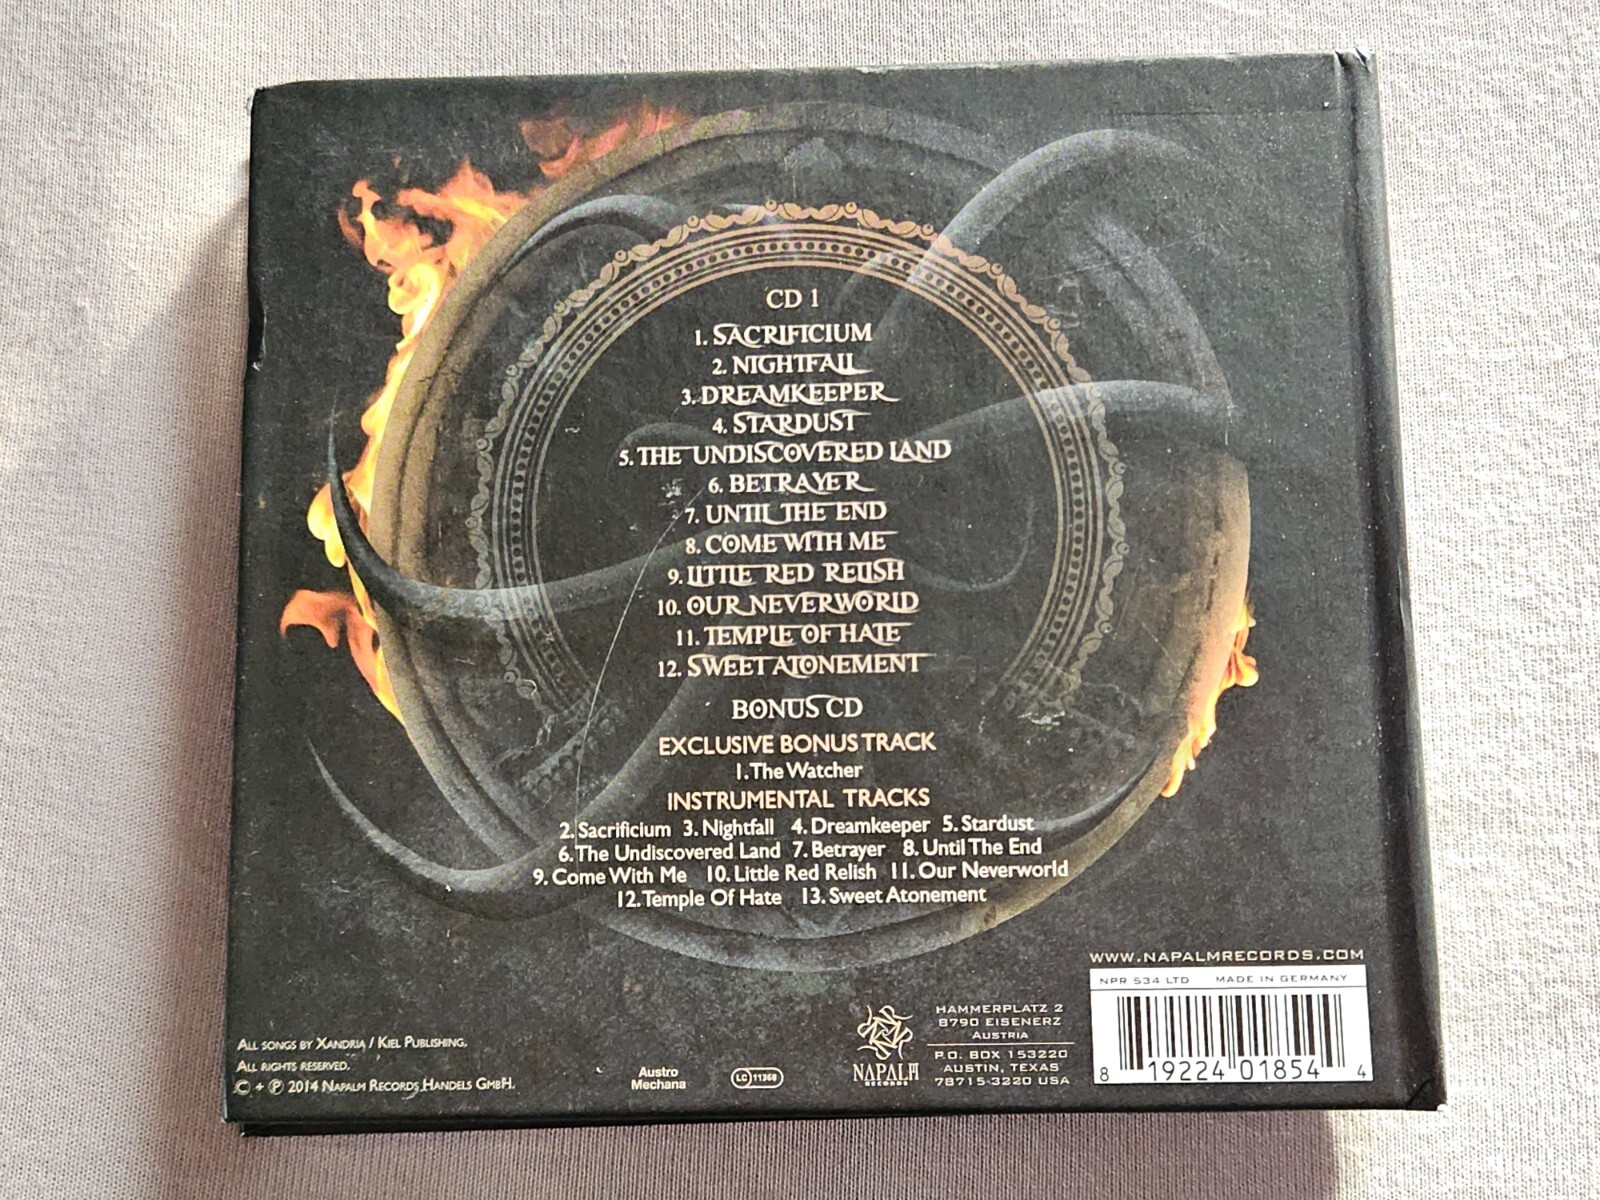 CD 1
1. SACRIFICIUM
2. NIGHTFALL
3. DREAMKEEPER
4. STARDUST
5. THE UNDISCOVERED LAND
6. BETRAYER
7. UNTIL THE END
8. COME WITH ME
9. LITTLE RED RELISH
10. OUR NEVERWORLD
11. TEMPLE OF HATE
12. SWEET ATONEMENT
BONUS CD
EXCLUSIVE BONUS TRACK
1. The Watcher
INSTRUMENTAL TRACKS
2. Sacrificium 3. Nightfall 4. Dreamkeeper 5. Stardust
6. The Undiscovered Land 7. Betrayer 8. Until The End
9. Come With Me 10. Little Red Relish 11. Our Neverworld
12. Temple Of Hate 13. Sweet Atonement
WWW.NAPALMRECORDS.COM
NPR 534 LTD MADE IN GERMANY
8 19224 01854 4
HAMMERPLATZ 2
8790 EISENERZ
AUSTRIA
P.O. BOX 153220
AUSTIN, TEXAS
78715-3220 USA
NAPALM
RECORDS
LC 11368
Austro
Mechana
ALL SONGS BY XANDRIA / KIEL PUBLISHING.
ALL RIGHTS RESERVED.
© + ℗ 2014 NAPALM RECORDS HANDELS GMBH.